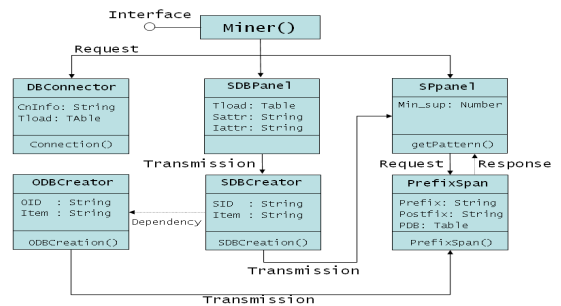 Interface
Miner()
Request
DBConnector
CnInfo: String
Tload: TAble
Connection()
SDBPanel
Tload: Table
Sattr: String
Iattr: String
SPpanel
Min_sup: Number
getPattern()
Transmission
Request
Response
ODBCreator
OID : String
Item : String
ODBCreation()
Dependency
SDBCreator
SID : String
Item : String
SDBCreation()
PrefixSpan
Prefix: String
Postfix: String
PDB: Table
PrefixSpan()
Transmission
Transmission